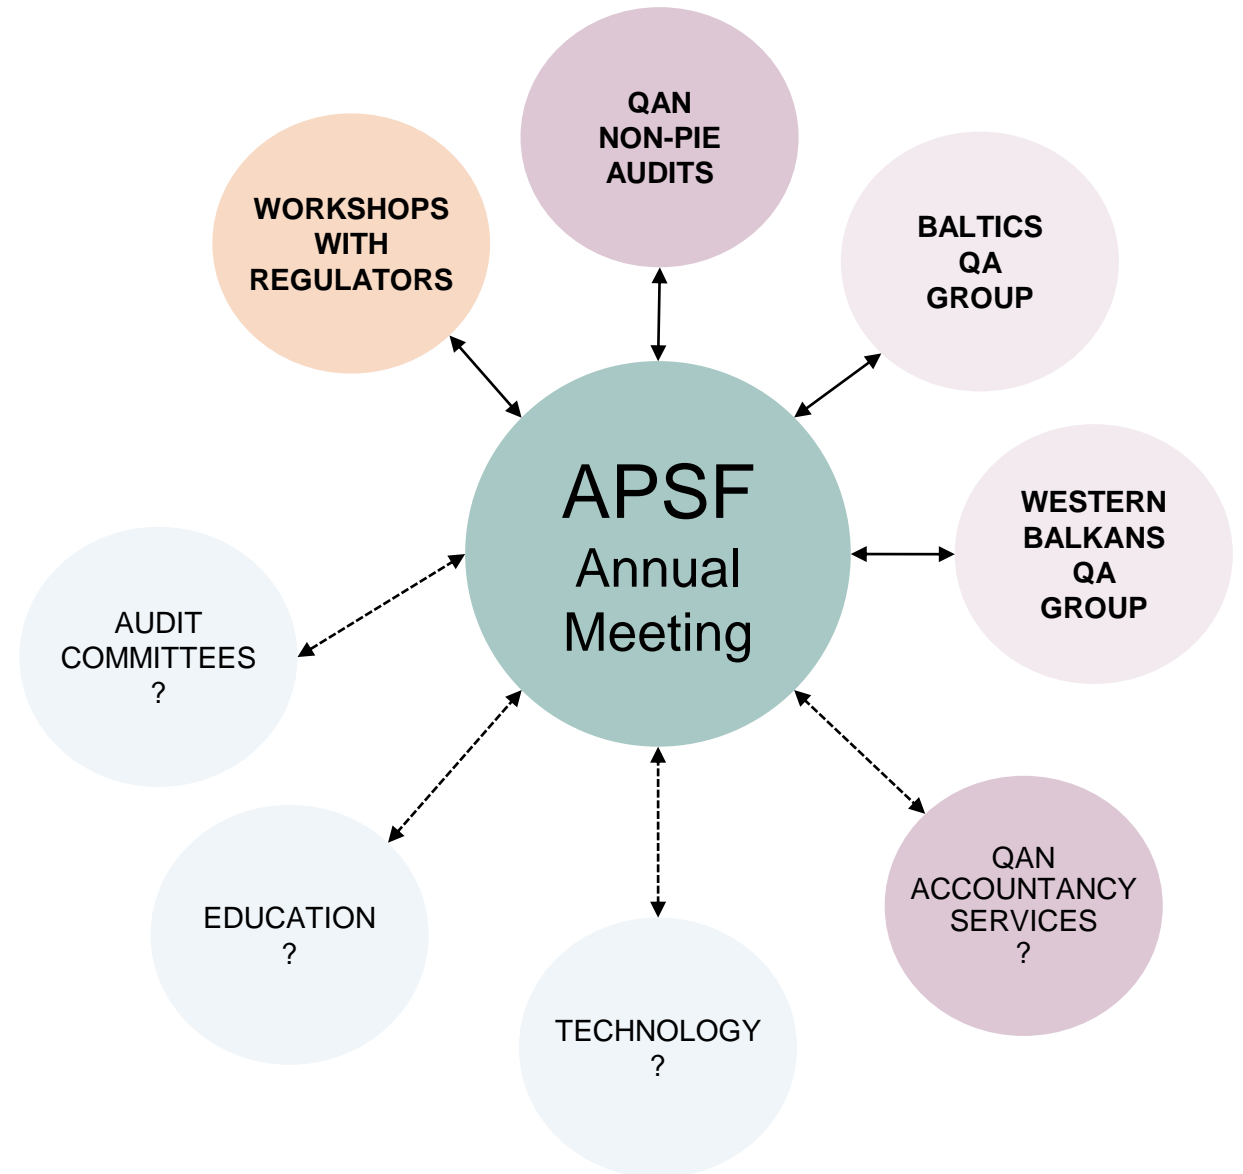 QAN
NON-PIE
AUDITS
WORKSHOPS
WITH
REGULATORS
BALTICS
QA
GROUP
APSF
Annual
Meeting
WESTERN
BALKANS
QA
GROUP
AUDIT
COMMITTEES
?
EDUCATION
?
TECHNOLOGY
?
QAN
ACCOUNTANCY
SERVICES
?